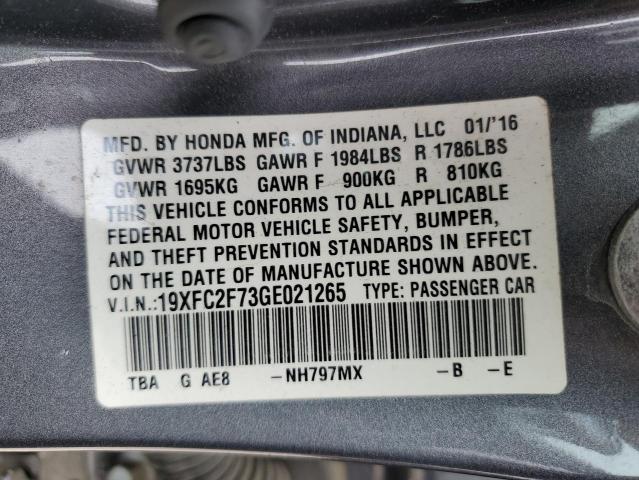 MFD. BY HONDA MFG. OF INDIANA, LLC 01/'16
GVWR 3737LBS GAWR F 1984LBS R 1786LBS
GVWR 1695KG GAWR F 900KG R 810KG
THIS VEHICLE CONFORMS TO ALL APPLICABLE
FEDERAL MOTOR VEHICLE SAFETY, BUMPER,
AND THEFT PREVENTION STANDARDS IN EFFECT
ON THE DATE OF MANUFACTURE SHOWN ABOVE.
V.I.N.:19XFC2F73GE021265 TYPE: PASSENGER CAR
TBA G AE8 -NH797MX -B -E